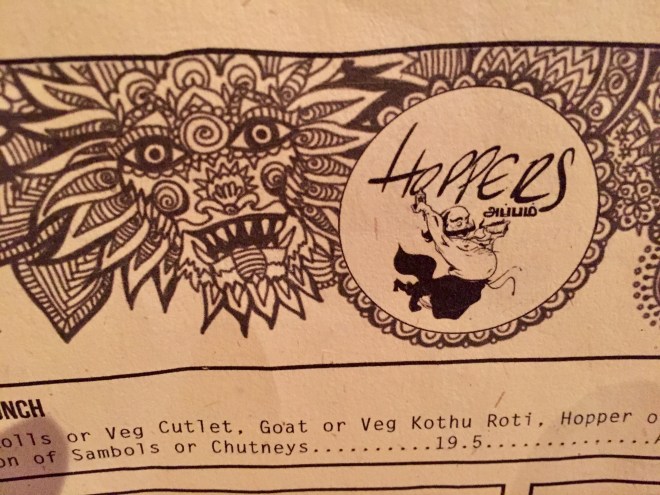 HOPPERS
அப்பம்
UNCH
olls or Veg Cutlet, Goat or Veg Kothu Roti, Hopper o
on of Sambols or Chutneys..........19.5..............